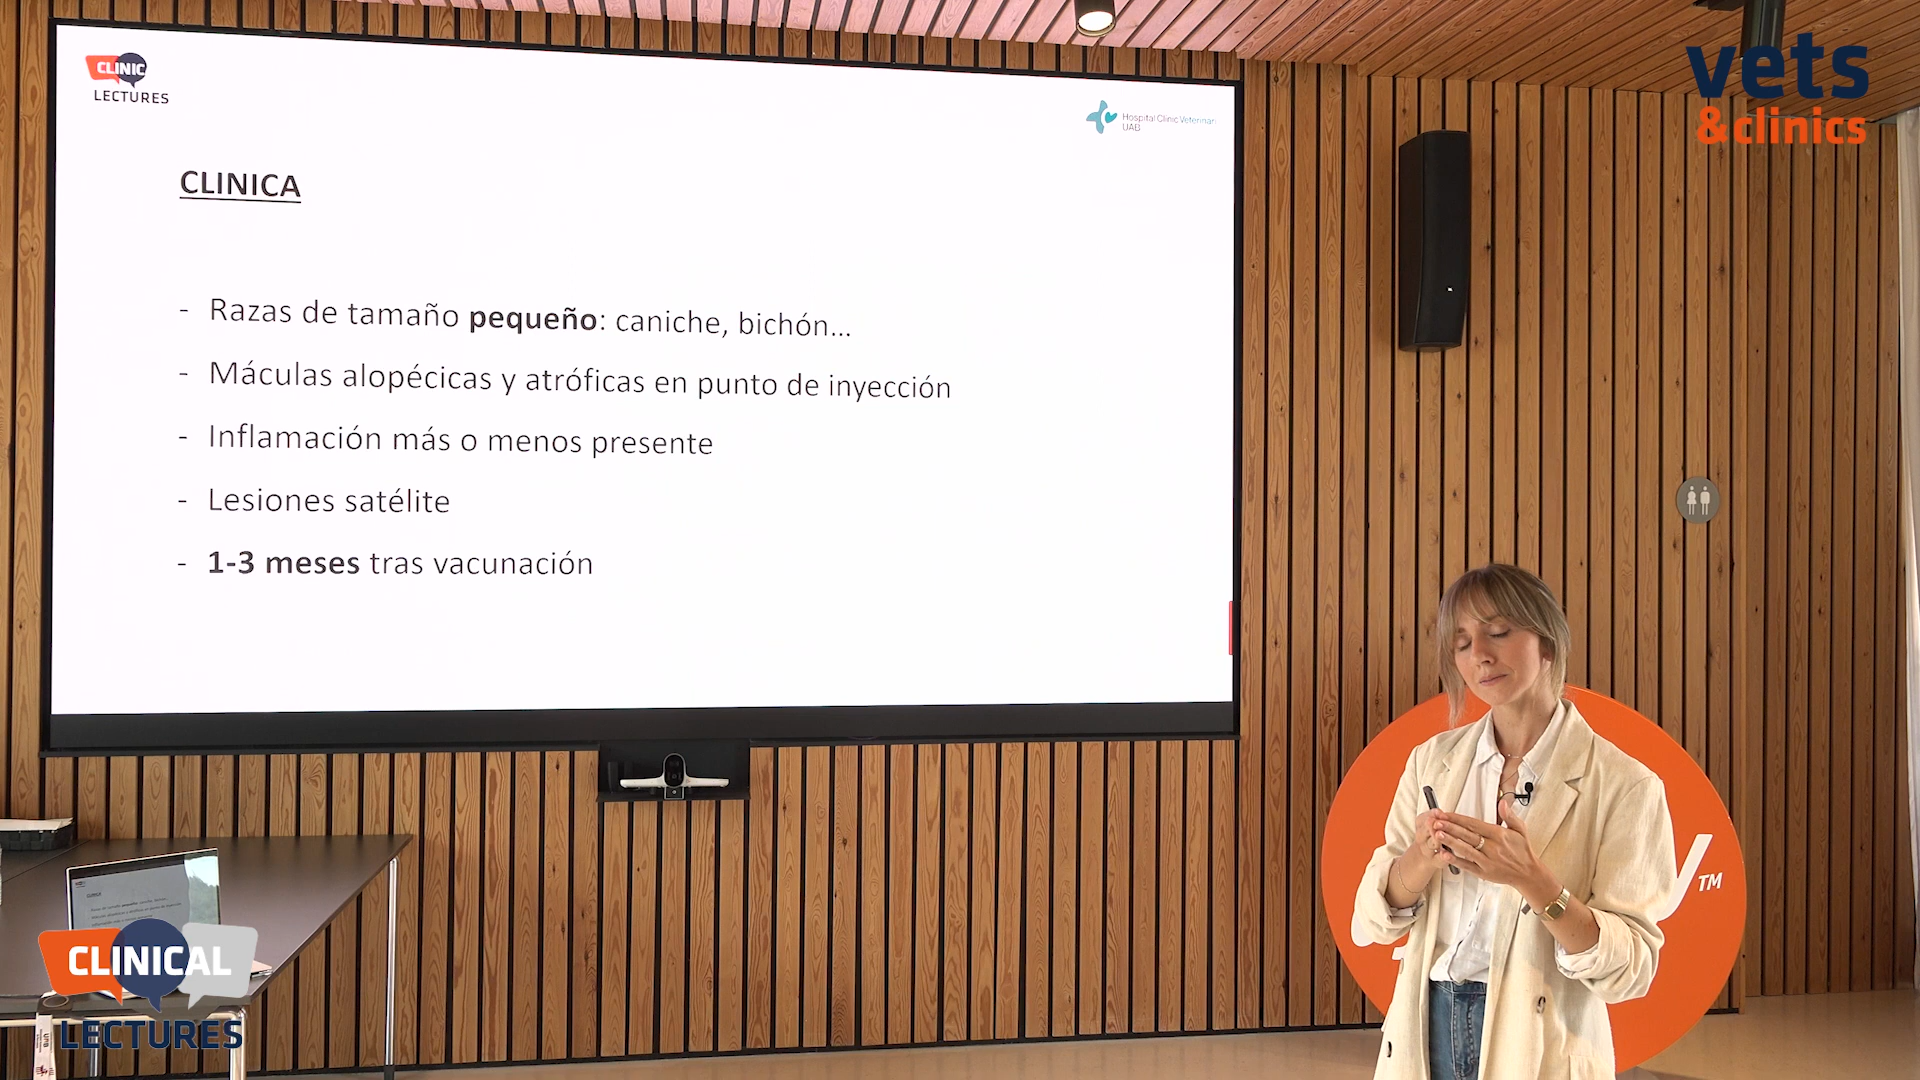 CLINIC
LECTURES
Hospital Clínic Veterinari
UAB
vets
&clinics
CLINICA
- Razas de tamaño pequeño: caniche, bichón...
- Máculas alopécicas y atróficas en punto de inyección
- Inflamación más o menos presente
- Lesiones satélite
- 1-3 meses tras vacunación
TM
CLINICAL
LECTURES